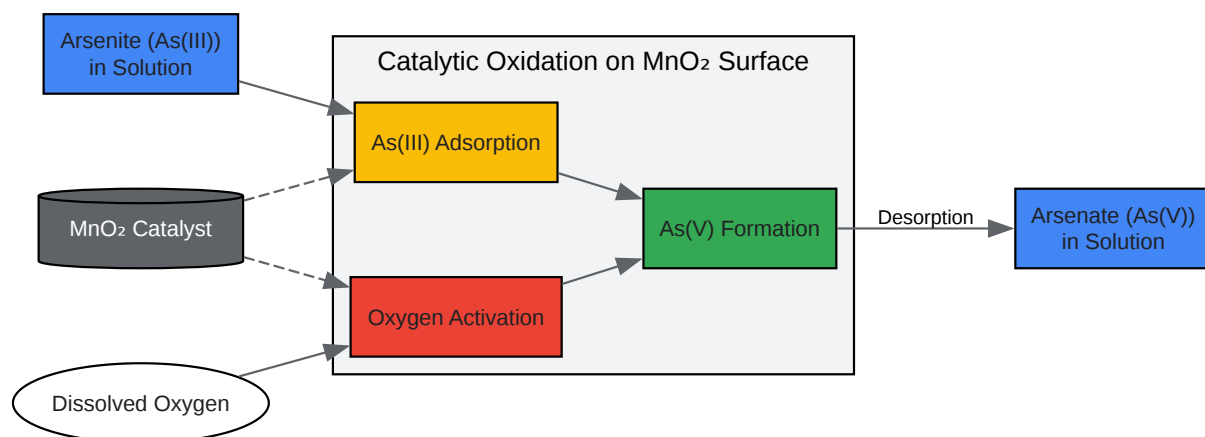 Arsenite (As(III))
in Solution
Catalytic Oxidation on MnO₂ Surface
As(III) Adsorption
MnO₂ Catalyst
As(V) Formation
Desorption
Arsenate (As(V))
in Solution
Oxygen Activation
Dissolved Oxygen